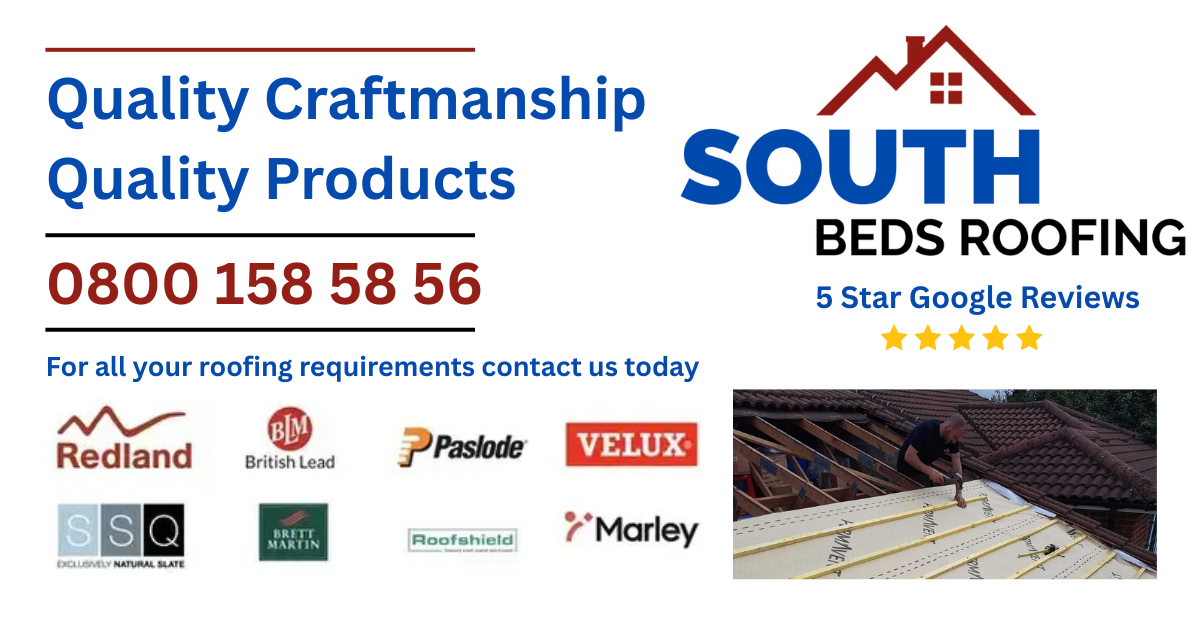 Quality Craftmanship
Quality Products
0800 158 58 56
For all your roofing requirements contact us today
SOUTH
BEDS ROOFING
5 Star Google Reviews
Redland
BLM
British Lead
Paslode
VELUX
SSQ
EXCLUSIVELY NATURAL SLATE
BRETT
MARTIN
Roofshield
Marley